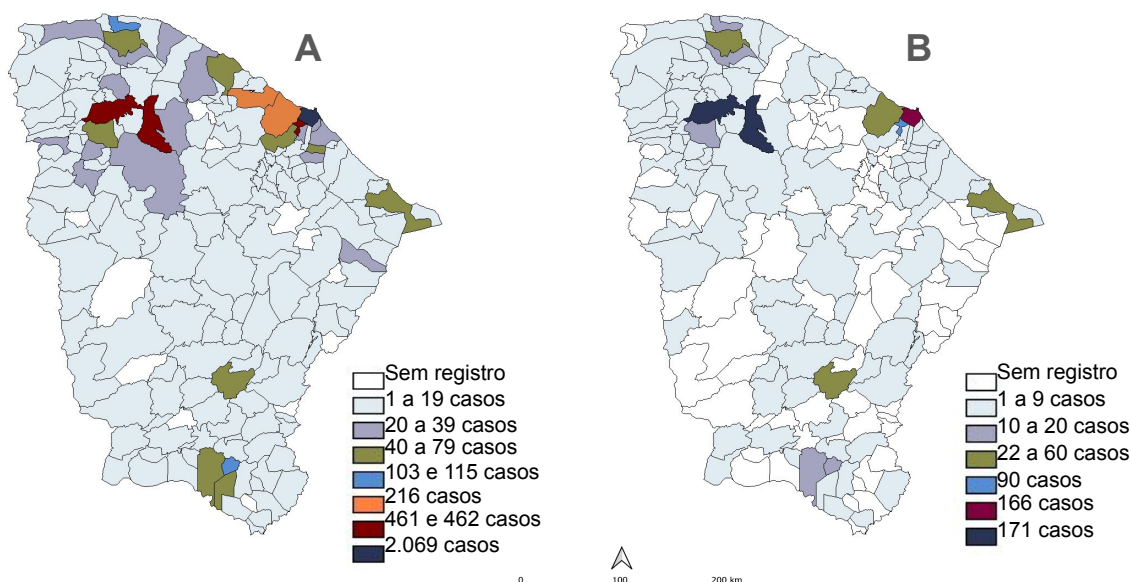 A
B
Sem registro
1 a 19 casos
20 a 39 casos
40 a 79 casos
103 e 115 casos
216 casos
461 e 462 casos
2.069 casos
Sem registro
1 a 9 casos
10 a 20 casos
22 a 60 casos
90 casos
166 casos
171 casos
0 100 200 km